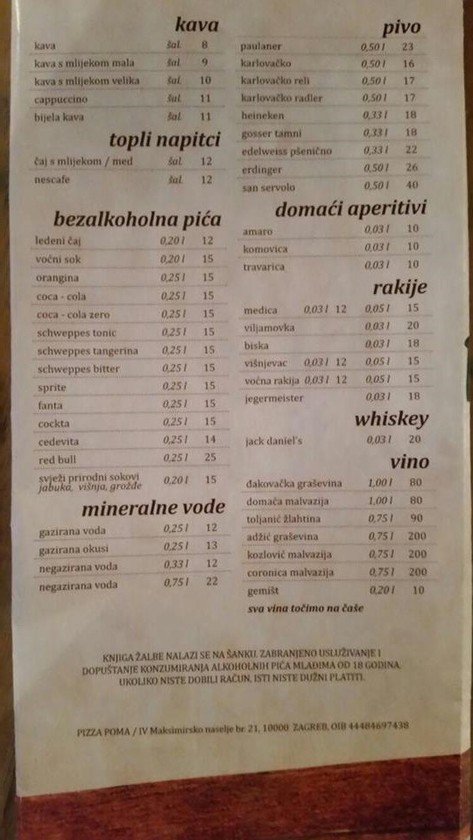 kava
kava šal. 8
kava s mlijekom mala šal. 9
kava s mlijekom velika šal. 10
cappuccino šal. 11
bijela kava šal. 11
topli napitci
čaj s mlijekom / med šal. 12
nescafe šal. 12
bezalkoholna pića
ledeni čaj 0,20 l 12
voćni sok 0,20 l 15
orangina 0,25 l 15
coca - cola 0,25 l 15
coca - cola zero 0,25 l 15
schweppes tonic 0,25 l 15
schweppes tangerina 0,25 l 15
schweppes bitter 0,25 l 15
sprite 0,25 l 15
fanta 0,25 l 15
cockta 0,25 l 15
cedevita 0,25 l 14
red bull 0,25 l 25
svježi prirodni sokovi 0,20 l 15
jabuka, višnja, grožđe
mineralne vode
gazirana voda 0,25 l 12
gazirana okusi 0,25 l 13
negazirana voda 0,33 l 12
negazirana voda 0,75 l 22
pivo
paulaner 0,50 l 23
karlovačko 0,50 l 16
karlovačko reli 0,50 l 17
karlovačko radler 0,50 l 17
heineken 0,33 l 18
gosser tamni 0,33 l 18
edelweiss pšenično 0,33 l 22
erdinger 0,50 l 26
san servolo 0,50 l 40
domaći aperitivi
amaro 0,03 l 10
komovica 0,03 l 10
travarica 0,03 l 10
rakije
medica 0,03 l 12 0,05 l 15
viljamovka 0,03 l 20
biska 0,03 l 18
višnjevac 0,03 l 12 0,05 l 15
voćna rakija 0,03 l 12 0,05 l 15
jegermeister 0,03 l 18
whiskey
jack daniel's 0,03 l 20
vino
đakovačka graševina 1,00 l 80
domaća malvazija 1,00 l 80
toljanić žlahtina 0,75 l 90
adžić graševina 0,75 l 200
kozlović malvazija 0,75 l 200
coronica malvazija 0,75 l 200
gemišt 0,20 l 10
sva vina točimo na čaše
KNJIGA ŽALBE NALAZI SE NA ŠANKU. ZABRANJENO USLUŽIVANJE I
DOPUŠTANJE KONZUMIRANJA ALKOHOLNIH PIĆA MLAĐIMA OD 18 GODINA.
UKOLIKO NISTE DOBILI RAČUN, ISTI NISTE DUŽNI PLATITI.
PIZZA POMA / IV Maksimirsko naselje br. 21, 10000 ZAGREB, OIB 44484697438